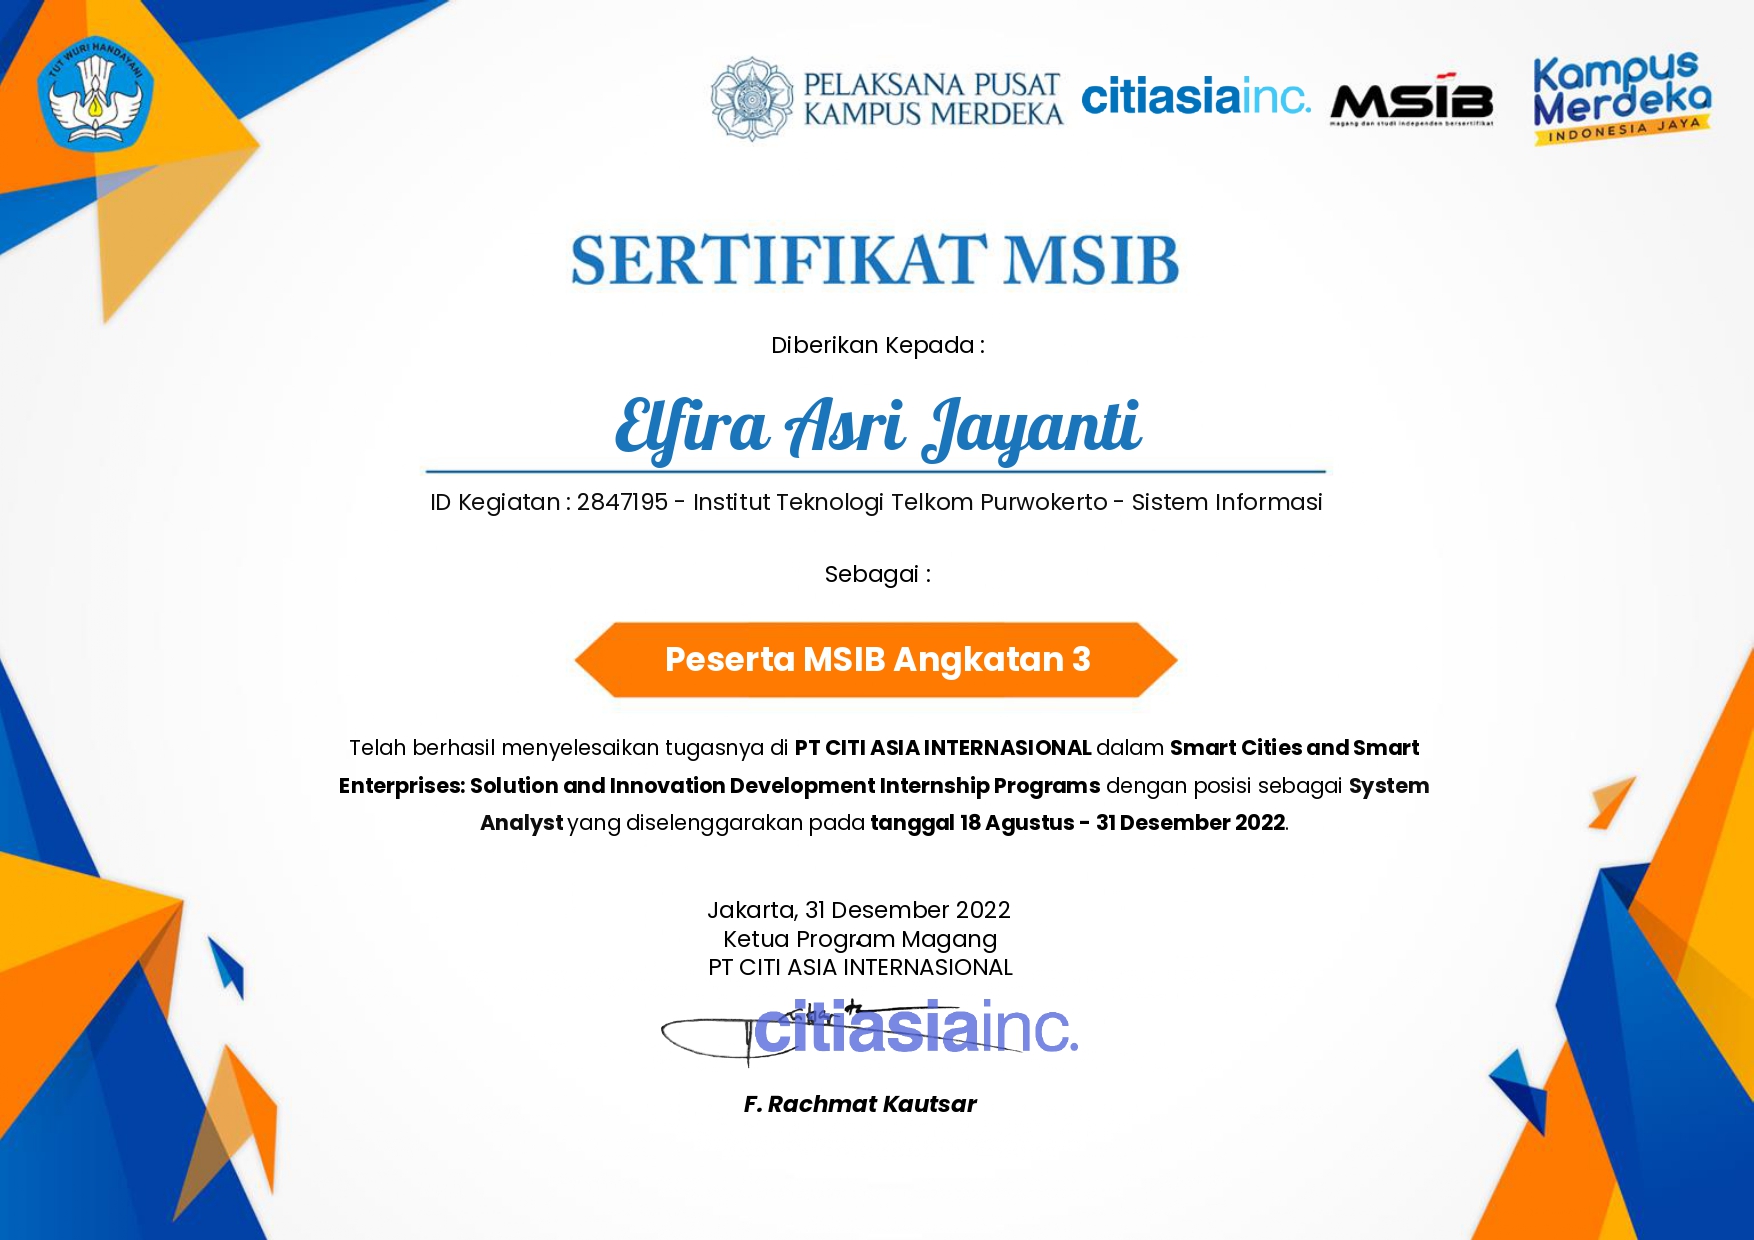 TUT WURI HANDAYANI
PELAKSANA PUSAT
KAMPUS MERDEKA
citiasiainc.
MSIB
magang dan studi independen bersertifikat
Kampus
Merdeka
INDONESIA JAYA
SERTIFIKAT MSIB
Diberikan Kepada :
Elfira Asri Jayanti
ID Kegiatan : 2847195 - Institut Teknologi Telkom Purwokerto - Sistem Informasi
Sebagai :
Peserta MSIB Angkatan 3
Telah berhasil menyelesaikan tugasnya di PT CITI ASIA INTERNASIONAL dalam Smart Cities and Smart
Enterprises: Solution and Innovation Development Internship Programs dengan posisi sebagai System
Analyst yang diselenggarakan pada tanggal 18 Agustus - 31 Desember 2022.
Jakarta, 31 Desember 2022
Ketua Program Magang
PT CITI ASIA INTERNASIONAL
citiasiainc.
F. Rachmat Kautsar